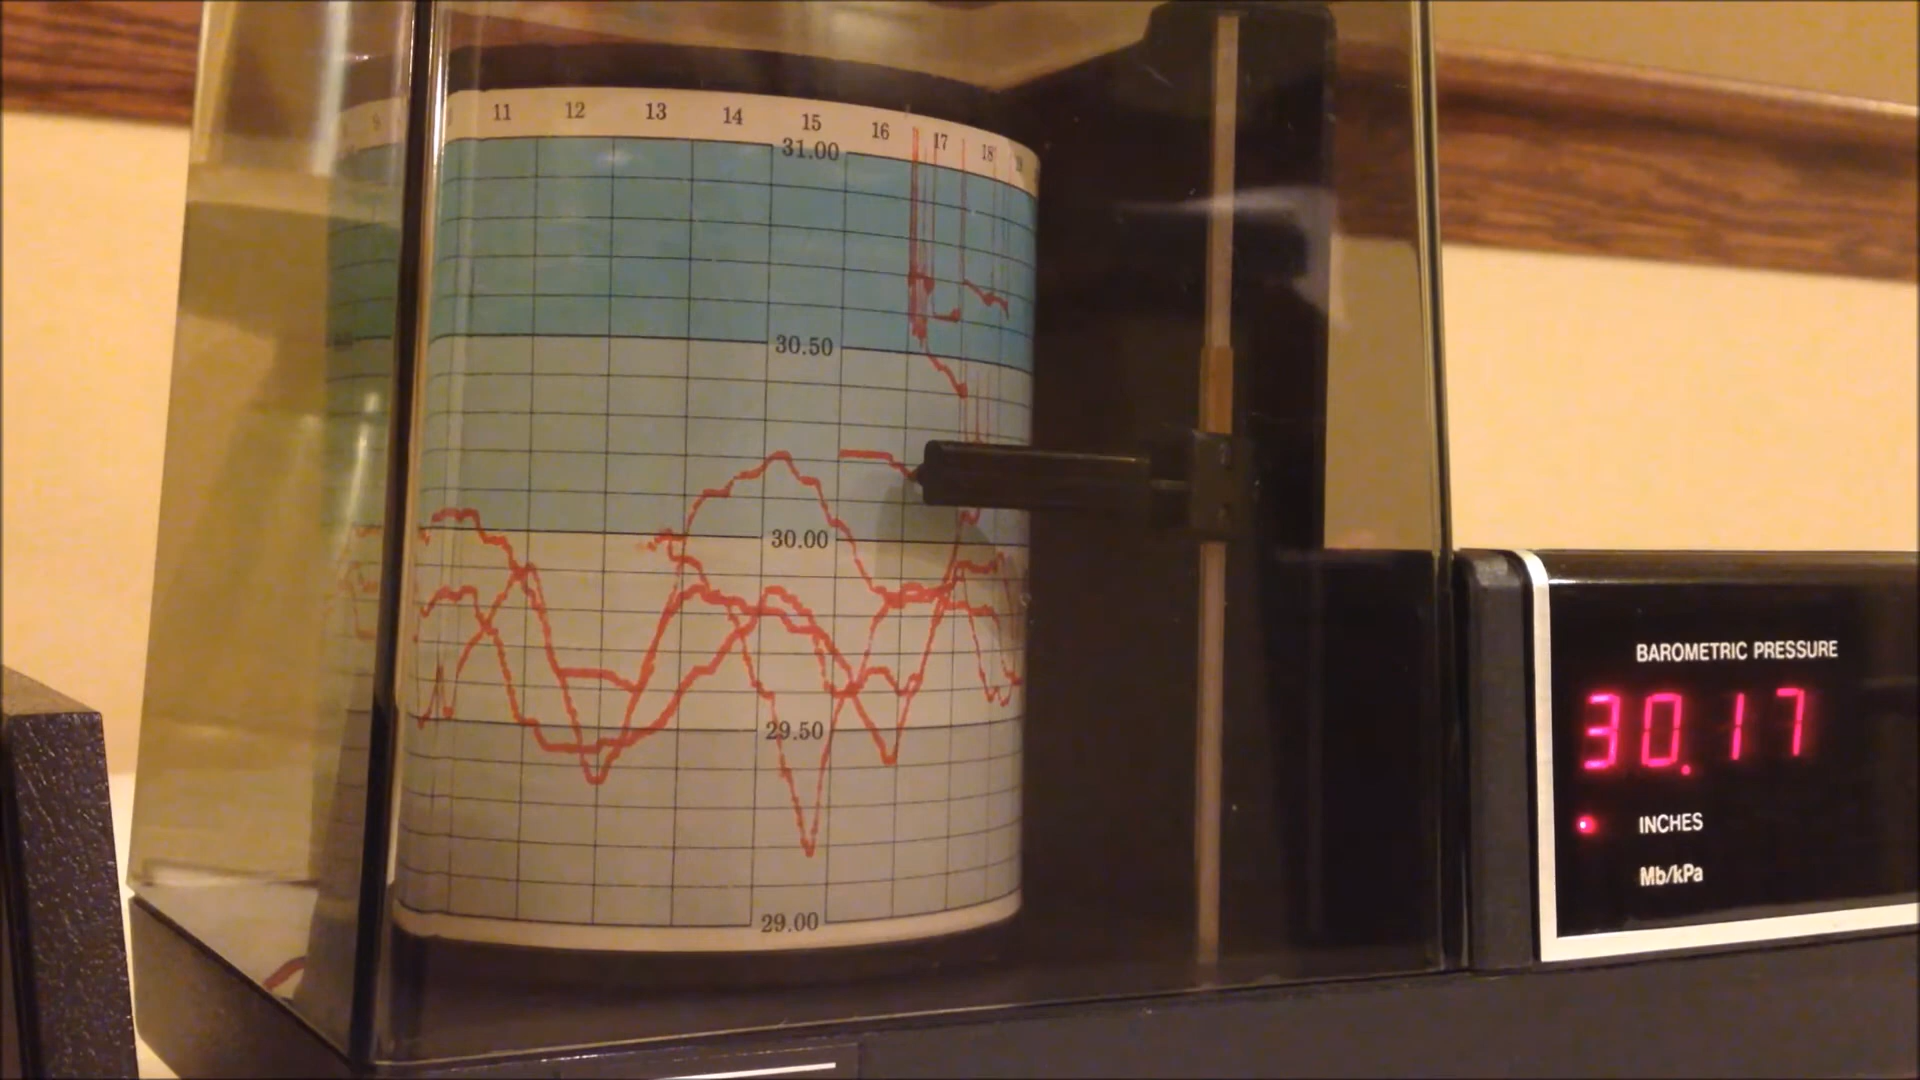 11 12 13 14 15 16 17 18
31.00
30.50
30.00
29.50
29.00
BAROMETRIC PRESSURE
30.17
INCHES
Mb/kPa